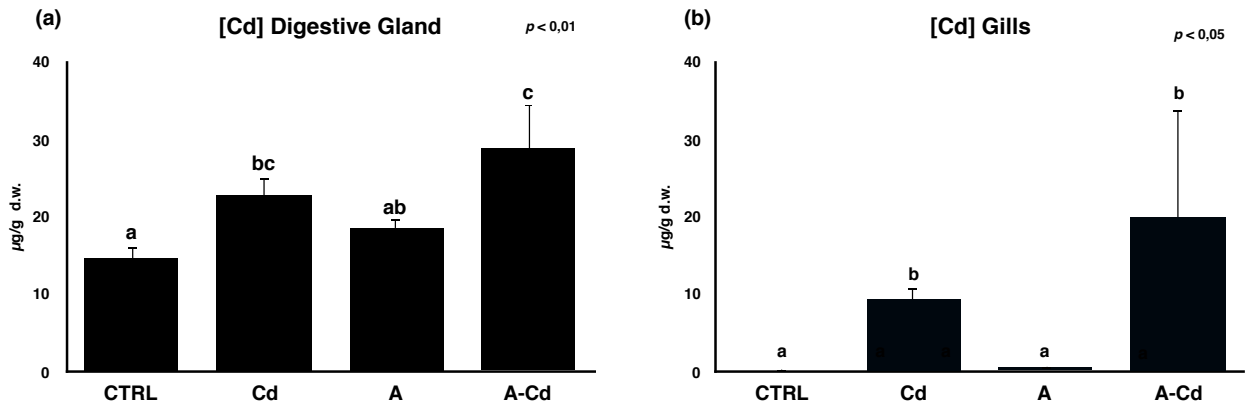 (a)
[Cd] Digestive Gland
p < 0,01
40
30
20
10
0
µg/g d.w.
a
bc
ab
c
CTRL
Cd
A
A-Cd
(b)
[Cd] Gills
p < 0,05
40
30
20
10
0
µg/g d.w.
a
b
a
b
a
a
a
CTRL
Cd
A
A-Cd